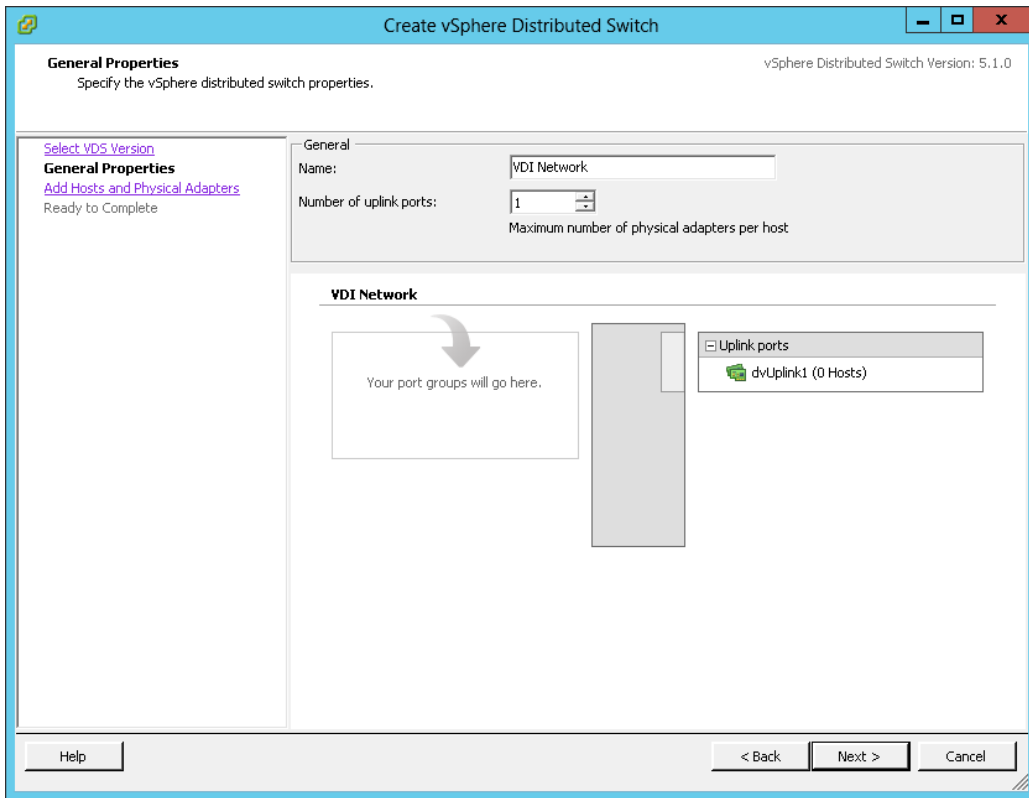 Create vSphere Distributed Switch
General Properties
vSphere Distributed Switch Version: 5.1.0
Specify the vSphere distributed switch properties.
Select VDS Version
General Properties
Add Hosts and Physical Adapters
Ready to Complete
General
Name:
VDI Network
Number of uplink ports:
1
Maximum number of physical adapters per host
VDI Network
Your port groups will go here.
Uplink ports
dvUplink1 (0 Hosts)
Help
< Back
Next >
Cancel